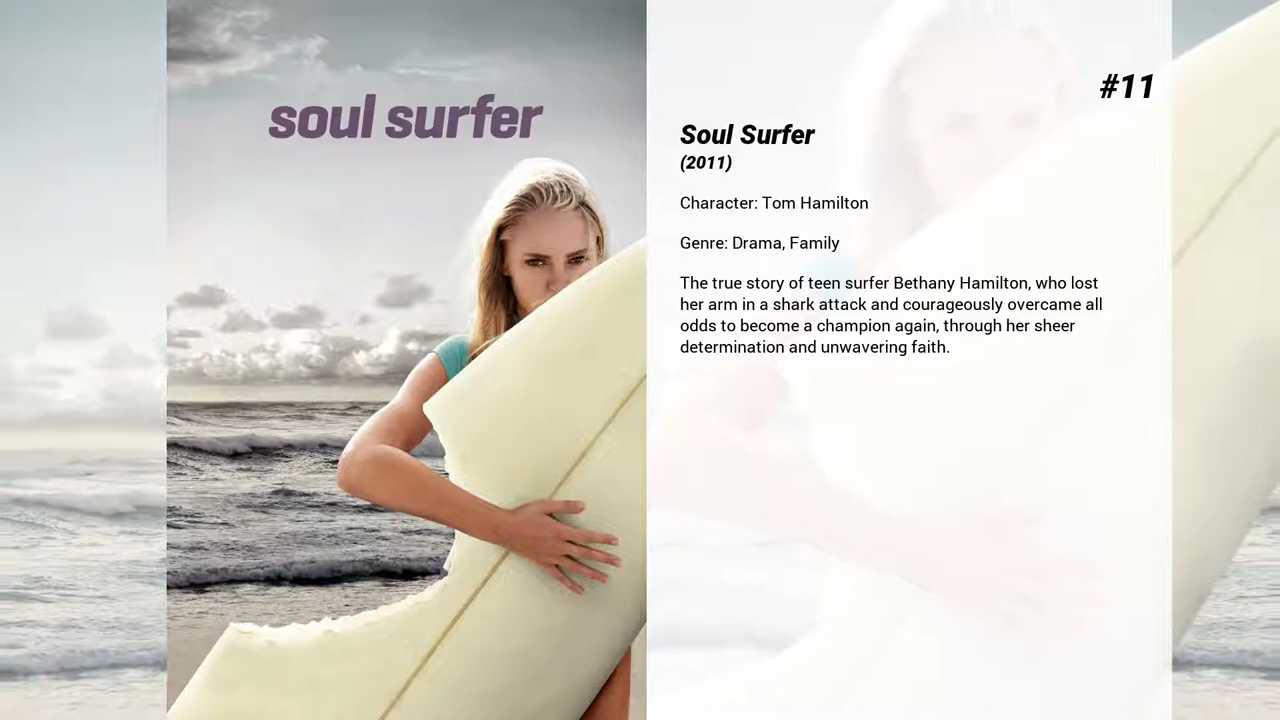 soul surfer
#11
Soul Surfer
(2011)
Character: Tom Hamilton
Genre: Drama, Family
The true story of teen surfer Bethany Hamilton, who lost
her arm in a shark attack and courageously overcame all
odds to become a champion again, through her sheer
determination and unwavering faith.